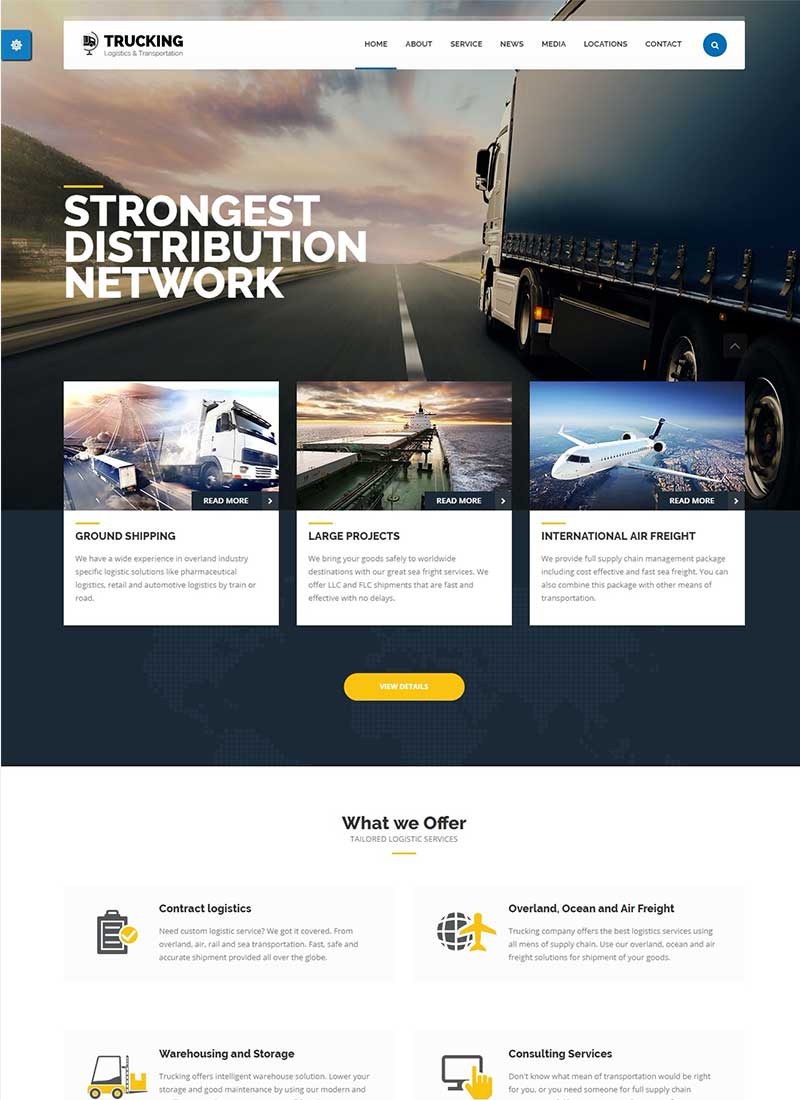 TRUCKING
Logistics & Transportation
HOME ABOUT SERVICE NEWS MEDIA LOCATIONS CONTACT
STRONGEST
DISTRIBUTION
NETWORK
READ MORE
READ MORE
READ MORE
GROUND SHIPPING
We have a wide experience in overland industry
specific logistic solutions like pharmaceutical
logistics, retail and automotive logistics by train or
road.
LARGE PROJECTS
We bring your goods safely to worldwide
destinations with our great sea fright services. We
offer LLC and FLC shipments that are fast and
effective with no delays.
INTERNATIONAL AIR FREIGHT
We provide full supply chain management package
including cost effective and fast sea freight. You can
also combine this package with other means of
transportation.
VIEW DETAILS
What we Offer
TAILORED LOGISTIC SERVICES
Contract logistics
Need custom logistic service? We got it covered. From
overland, air, rail and sea transportation. Fast, safe and
accurate shipment provided all over the globe.
Overland, Ocean and Air Freight
Trucking company offers the best logistics services using
all mens of supply chain. Use our overland, ocean and air
freight solutions for shipment of your goods.
Warehousing and Storage
Trucking offers intelligent warehouse solution. Lower your
storage and good maintenance by using our modern and
Consulting Services
Don't know what mean of transportation would be right
for you, or you need someone for full supply chain